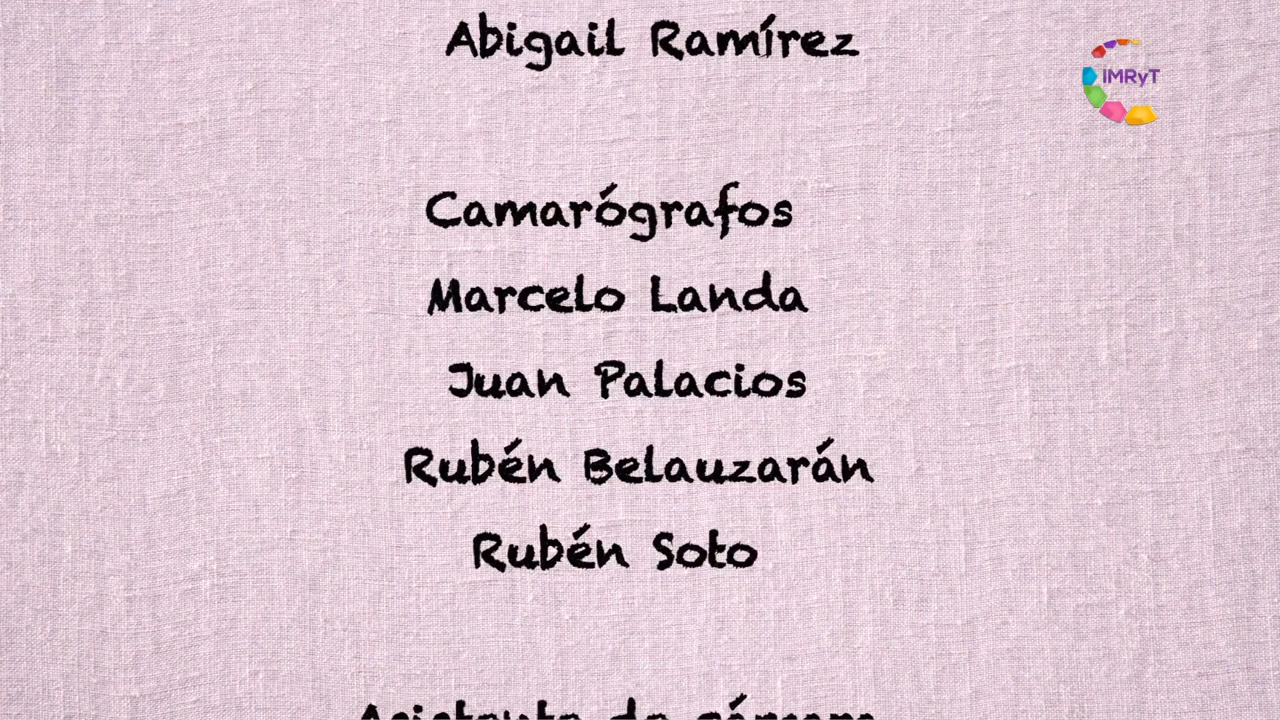 Abigail Ramírez
IMRyT
Camarógrafos
Marcelo Landa
Juan Palacios
Rubén Belauzarán
Rubén Soto